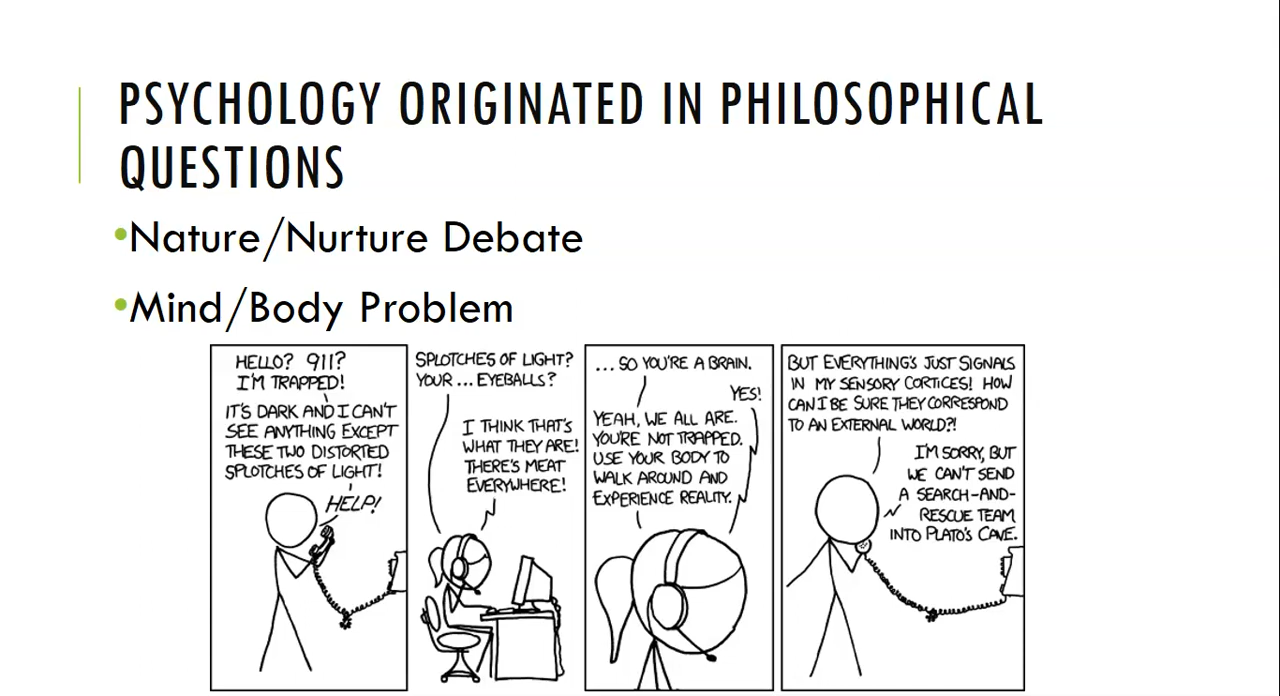 PSYCHOLOGY ORIGINATED IN PHILOSOPHICAL
QUESTIONS
•Nature/Nurture Debate
•Mind/Body Problem
HELLO? 911?
I'M TRAPPED!
IT'S DARK AND I CAN'T
SEE ANYTHING EXCEPT
THESE TWO DISTORTED
SPLOTCHES OF LIGHT!
HELP!
SPLOTCHES OF LIGHT?
YOUR ... EYEBALLS?
I THINK THAT'S
WHAT THEY ARE!
THERE'S MEAT
EVERYWHERE!
...SO YOU'RE A BRAIN.
YES!
YEAH, WE ALL ARE.
YOU'RE NOT TRAPPED.
USE YOUR BODY TO
WALK AROUND AND
EXPERIENCE REALITY.
BUT EVERYTHING'S JUST SIGNALS
IN MY SENSORY CORTICES! HOW
CAN I BE SURE THEY CORRESPOND
TO AN EXTERNAL WORLD?!
I'M SORRY, BUT
WE CAN'T SEND
A SEARCH-AND-
RESCUE TEAM
INTO PLATO'S CAVE.